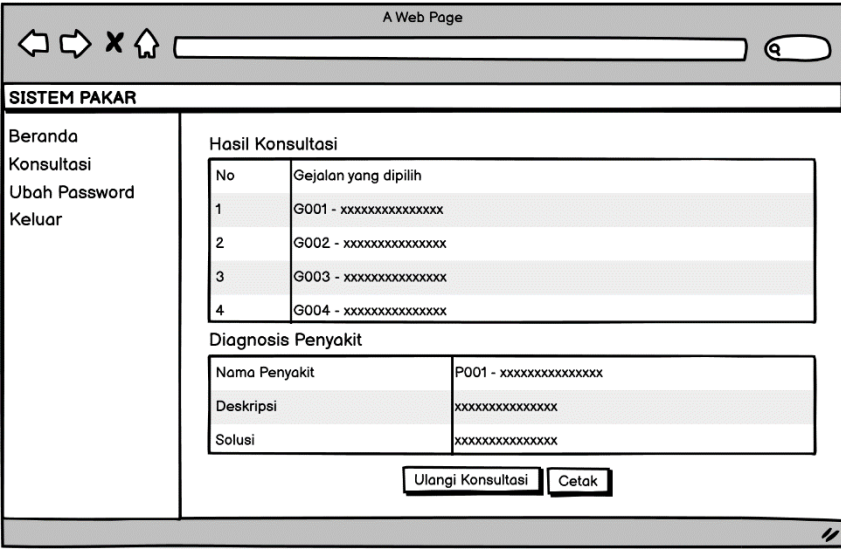 A Web Page
SISTEM PAKAR
Beranda
Konsultasi
Ubah Password
Keluar
Hasil Konsultasi
No Gejalan yang dipilih
1 G001 - xxxxxxxxxxxxxxx
2 G002 - xxxxxxxxxxxxxxx
3 G003 - xxxxxxxxxxxxxxx
4 G004 - xxxxxxxxxxxxxxx
Diagnosis Penyakit
Nama Penyakit P001 - xxxxxxxxxxxxxxx
Deskripsi xxxxxxxxxxxxxxx
Solusi xxxxxxxxxxxxxxx
Ulangi Konsultasi Cetak